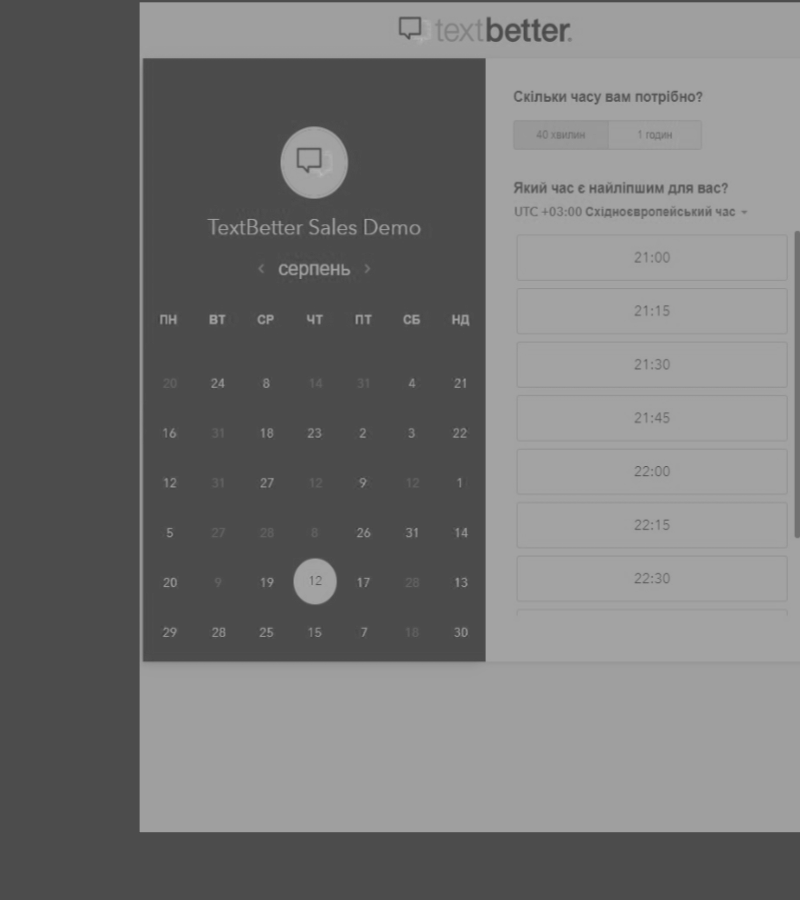 textbetter.
TextBetter Sales Demo
‹ серпень ›
ПН ВТ СР ЧТ ПТ СБ НД
20 24 8 14 31 4 21
16 31 18 23 2 3 22
12 31 27 12 9 12 1
5 27 28 8 26 31 14
20 9 19 12 17 28 13
29 28 25 15 7 18 30
Скільки часу вам потрібно?
40 хвилин 1 годин
Який час є найліпшим для вас?
UTC +03:00 Східноєвропейський час
21:00
21:15
21:30
21:45
22:00
22:15
22:30